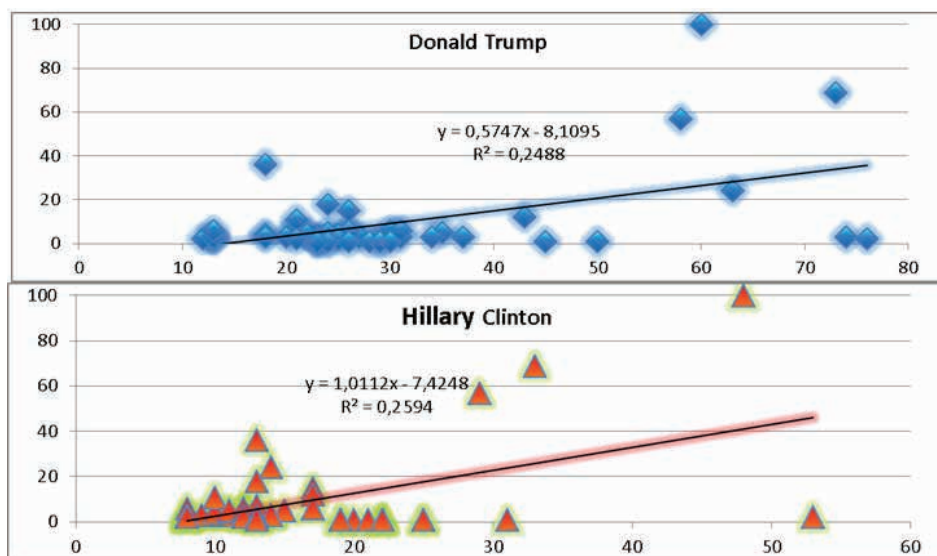 Donald Trump
100
80
60
40
20
0
y = 0,5747x - 8,1095
R² = 0,2488
0 10 20 30 40 50 60 70 80
Hillary Clinton
100
80
60
40
20
0
y = 1,0112x - 7,4248
R² = 0,2594
0 10 20 30 40 50 60